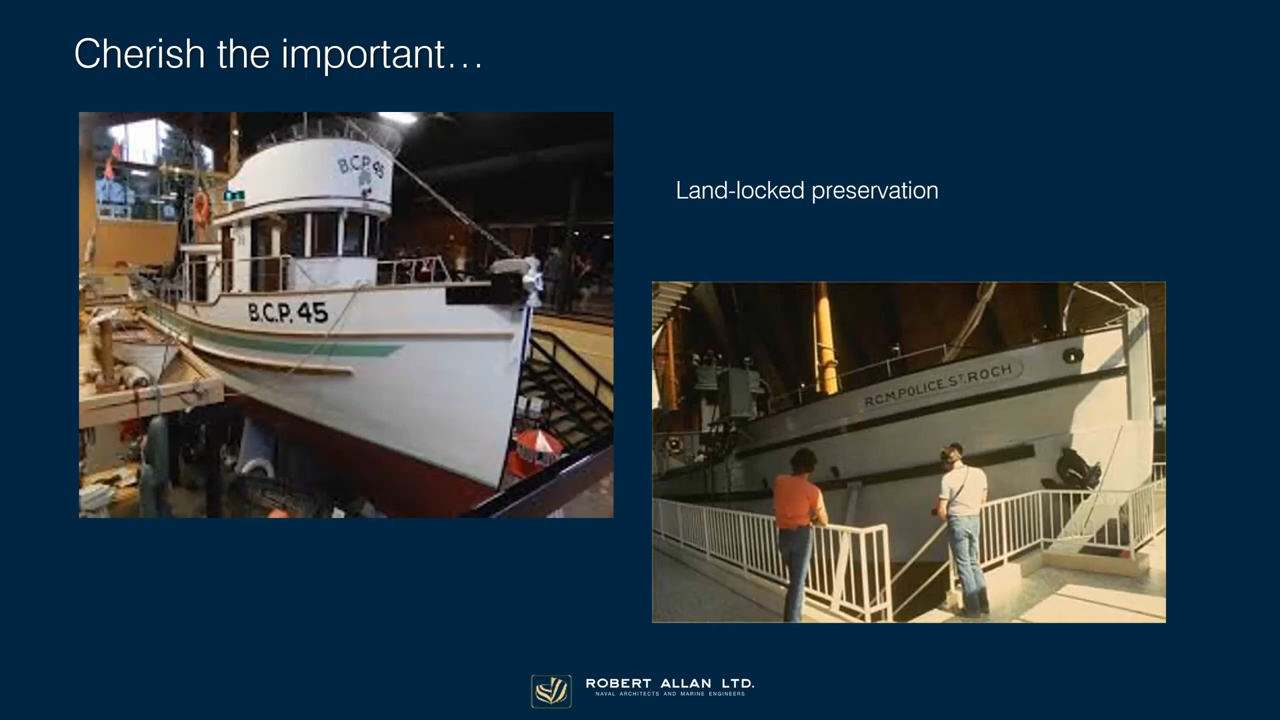 Cherish the important…
B.C.P. 45
Land-locked preservation
B.C.P. 45
R.C.M.POLICE.ST.ROCH
ROBERT ALLAN LTD.
NAVAL ARCHITECTS AND MARINE ENGINEERS